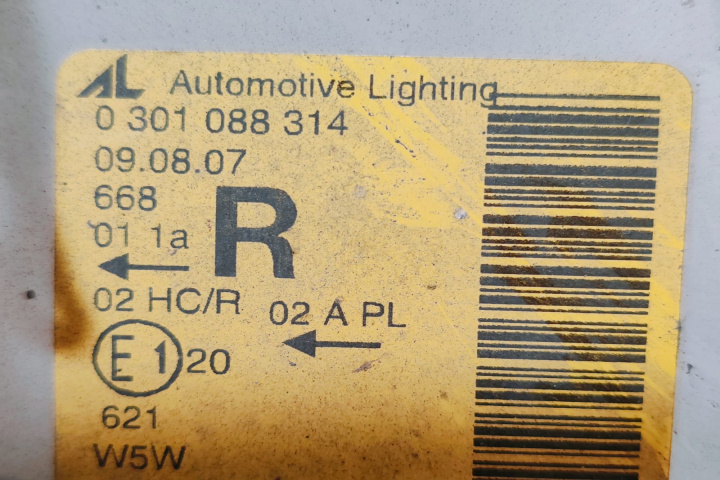 AL Automotive Lighting
0 301 088 314
09.08.07
668
01 1a
R
02 HC/R
02 A PL
E 1 20
621
W5W